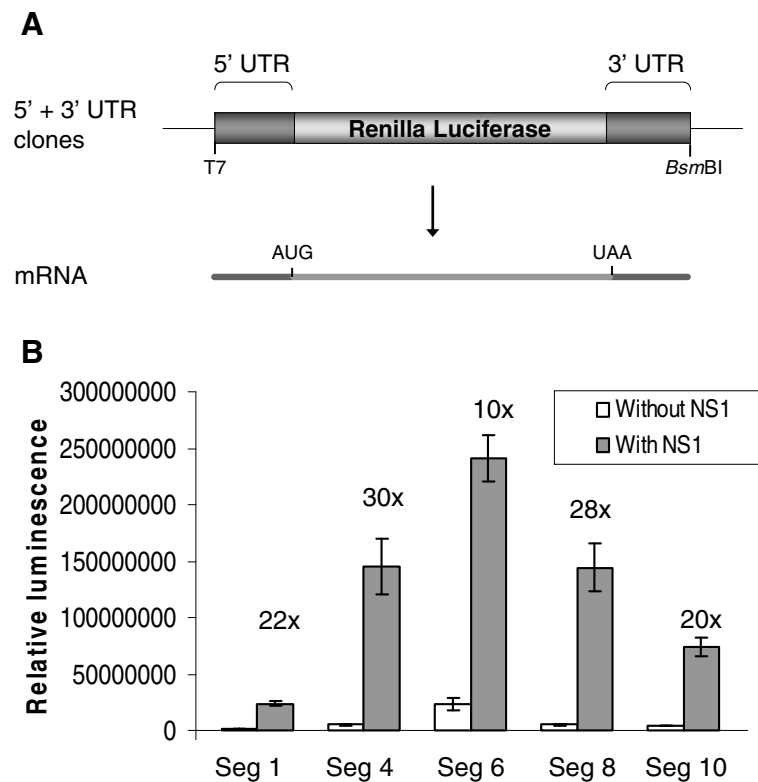 A
5’ UTR 3’ UTR
5’ + 3’ UTR
clones
Renilla Luciferase
T7 BsmBI
AUG UAA
mRNA
B
300000000
250000000
200000000
150000000
100000000
50000000
0
Relative luminescence
Without NS1
With NS1
22x
30x
10x
28x
20x
Seg 1 Seg 4 Seg 6 Seg 8 Seg 10